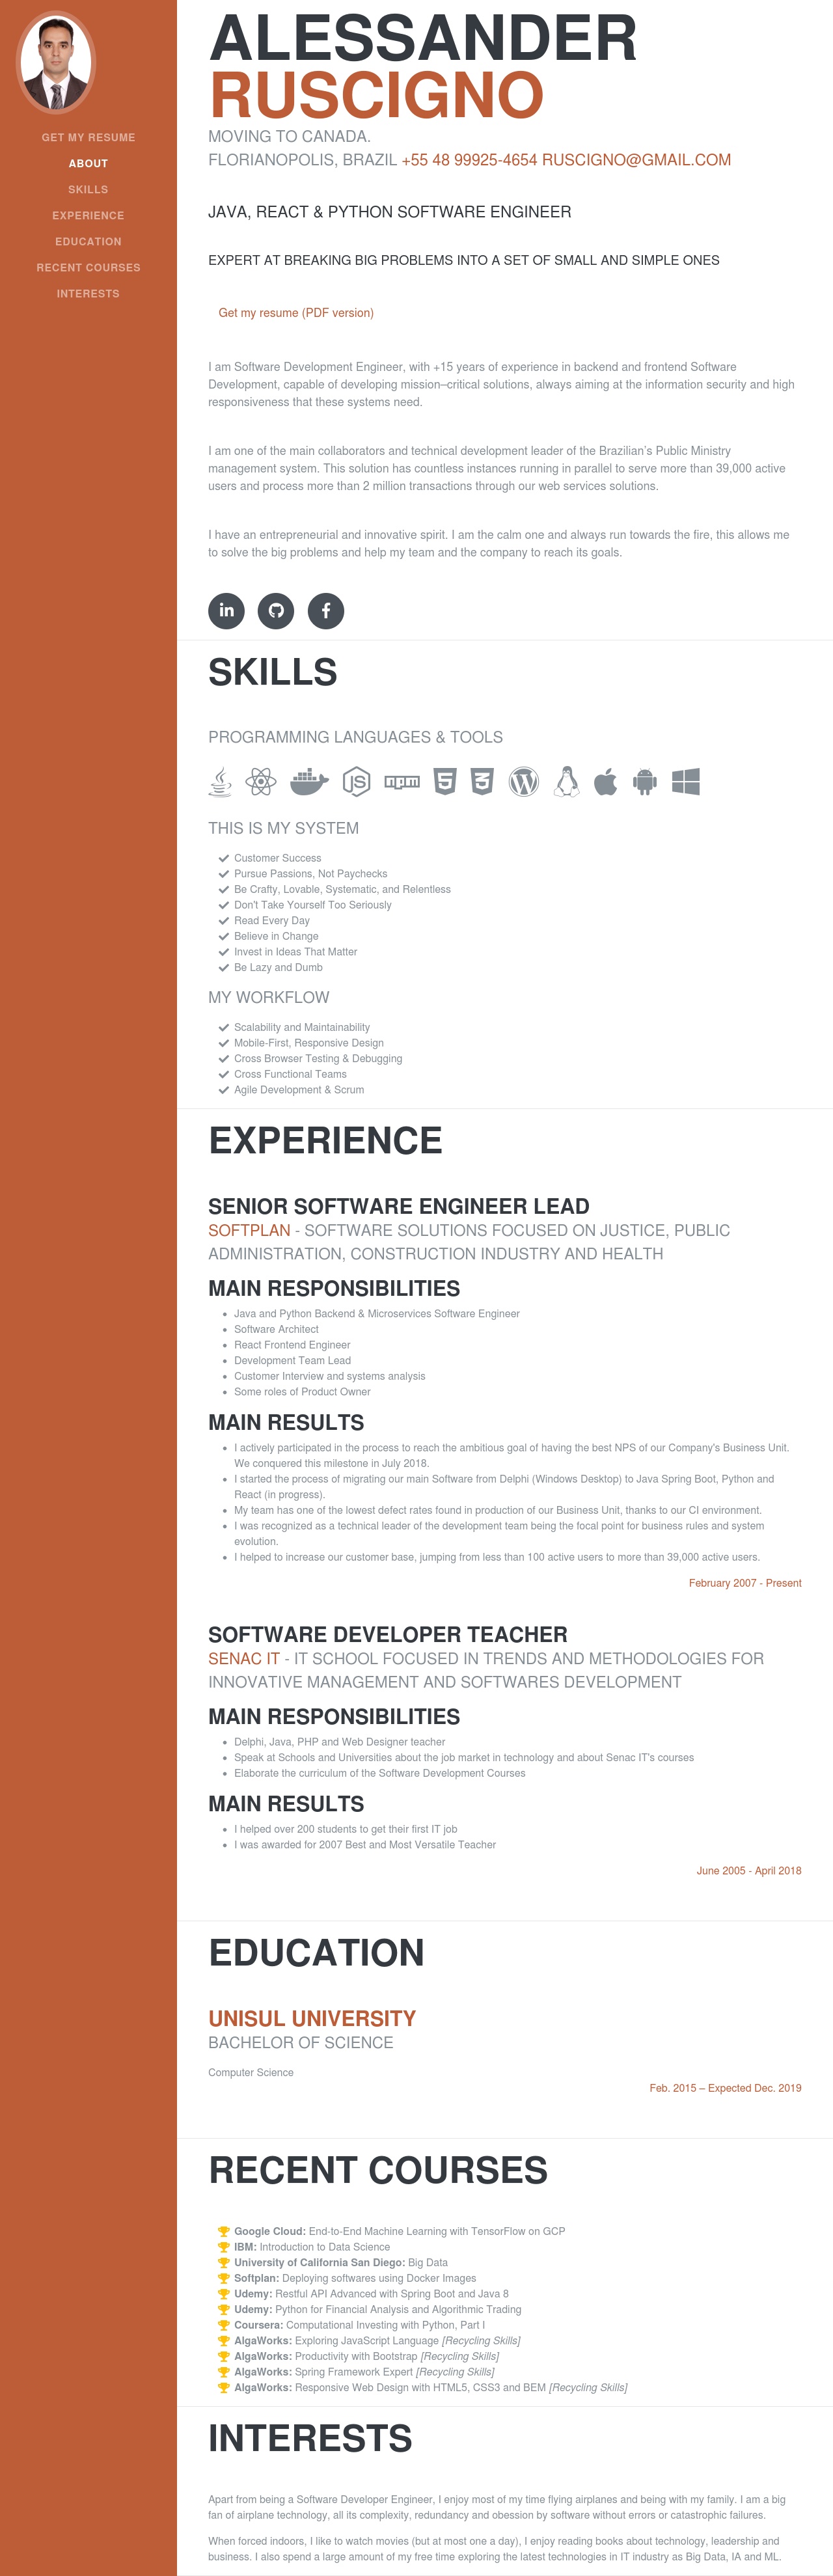 GET MY RESUME
ABOUT
SKILLS
EXPERIENCE
EDUCATION
RECENT COURSES
INTERESTS
ALESSANDER
RUSCIGNO
MOVING TO CANADA.
FLORIANOPOLIS, BRAZIL +55 48 99925-4654 RUSCIGNO@GMAIL.COM
JAVA, REACT & PYTHON SOFTWARE ENGINEER
EXPERT AT BREAKING BIG PROBLEMS INTO A SET OF SMALL AND SIMPLE ONES
Get my resume (PDF version)
I am Software Development Engineer, with +15 years of experience in backend and frontend Software
Development, capable of developing mission–critical solutions, always aiming at the information security and high
responsiveness that these systems need.
I am one of the main collaborators and technical development leader of the Brazilian's Public Ministry
management system. This solution has countless instances running in parallel to serve more than 39,000 active
users and process more than 2 million transactions through our web services solutions.
I have an entrepreneurial and innovative spirit. I am the calm one and always run towards the fire, this allows me
to solve the big problems and help my team and the company to reach its goals.
in
f
SKILLS
PROGRAMMING LANGUAGES & TOOLS
JS npm 5 3 W
THIS IS MY SYSTEM
Customer Success
Pursue Passions, Not Paychecks
Be Crafty, Lovable, Systematic, and Relentless
Don't Take Yourself Too Seriously
Read Every Day
Believe in Change
Invest in Ideas That Matter
Be Lazy and Dumb
MY WORKFLOW
Scalability and Maintainability
Mobile-First, Responsive Design
Cross Browser Testing & Debugging
Cross Functional Teams
Agile Development & Scrum
EXPERIENCE
SENIOR SOFTWARE ENGINEER LEAD
SOFTPLAN - SOFTWARE SOLUTIONS FOCUSED ON JUSTICE, PUBLIC
ADMINISTRATION, CONSTRUCTION INDUSTRY AND HEALTH
MAIN RESPONSIBILITIES
• Java and Python Backend & Microservices Software Engineer
• Software Architect
• React Frontend Engineer
• Development Team Lead
• Customer Interview and systems analysis
• Some roles of Product Owner
MAIN RESULTS
• I actively participated in the process to reach the ambitious goal of having the best NPS of our Company's Business Unit.
We conquered this milestone in July 2018.
• I started the process of migrating our main Software from Delphi (Windows Desktop) to Java Spring Boot, Python and
React (in progress).
• My team has one of the lowest defect rates found in production of our Business Unit, thanks to our CI environment.
• I was recognized as a technical leader of the development team being the focal point for business rules and system
evolution.
• I helped to increase our customer base, jumping from less than 100 active users to more than 39,000 active users.
February 2007 - Present
SOFTWARE DEVELOPER TEACHER
SENAC IT - IT SCHOOL FOCUSED IN TRENDS AND METHODOLOGIES FOR
INNOVATIVE MANAGEMENT AND SOFTWARES DEVELOPMENT
MAIN RESPONSIBILITIES
• Delphi, Java, PHP and Web Designer teacher
• Speak at Schools and Universities about the job market in technology and about Senac IT's courses
• Elaborate the curriculum of the Software Development Courses
MAIN RESULTS
• I helped over 200 students to get their first IT job
• I was awarded for 2007 Best and Most Versatile Teacher
June 2005 - April 2018
EDUCATION
UNISUL UNIVERSITY
BACHELOR OF SCIENCE
Computer Science
Feb. 2015 – Expected Dec. 2019
RECENT COURSES
Google Cloud: End-to-End Machine Learning with TensorFlow on GCP
IBM: Introduction to Data Science
University of California San Diego: Big Data
Softplan: Deploying softwares using Docker Images
Udemy: Restful API Advanced with Spring Boot and Java 8
Udemy: Python for Financial Analysis and Algorithmic Trading
Coursera: Computational Investing with Python, Part I
AlgaWorks: Exploring JavaScript Language [Recycling Skills]
AlgaWorks: Productivity with Bootstrap [Recycling Skills]
AlgaWorks: Spring Framework Expert [Recycling Skills]
AlgaWorks: Responsive Web Design with HTML5, CSS3 and BEM [Recycling Skills]
INTERESTS
Apart from being a Software Developer Engineer, I enjoy most of my time flying airplanes and being with my family. I am a big
fan of airplane technology, all its complexity, redundancy and obession by software without errors or catastrophic failures.
When forced indoors, I like to watch movies (but at most one a day), I enjoy reading books about technology, leadership and
business. I also spend a large amount of my free time exploring the latest technologies in IT industry as Big Data, IA and ML.